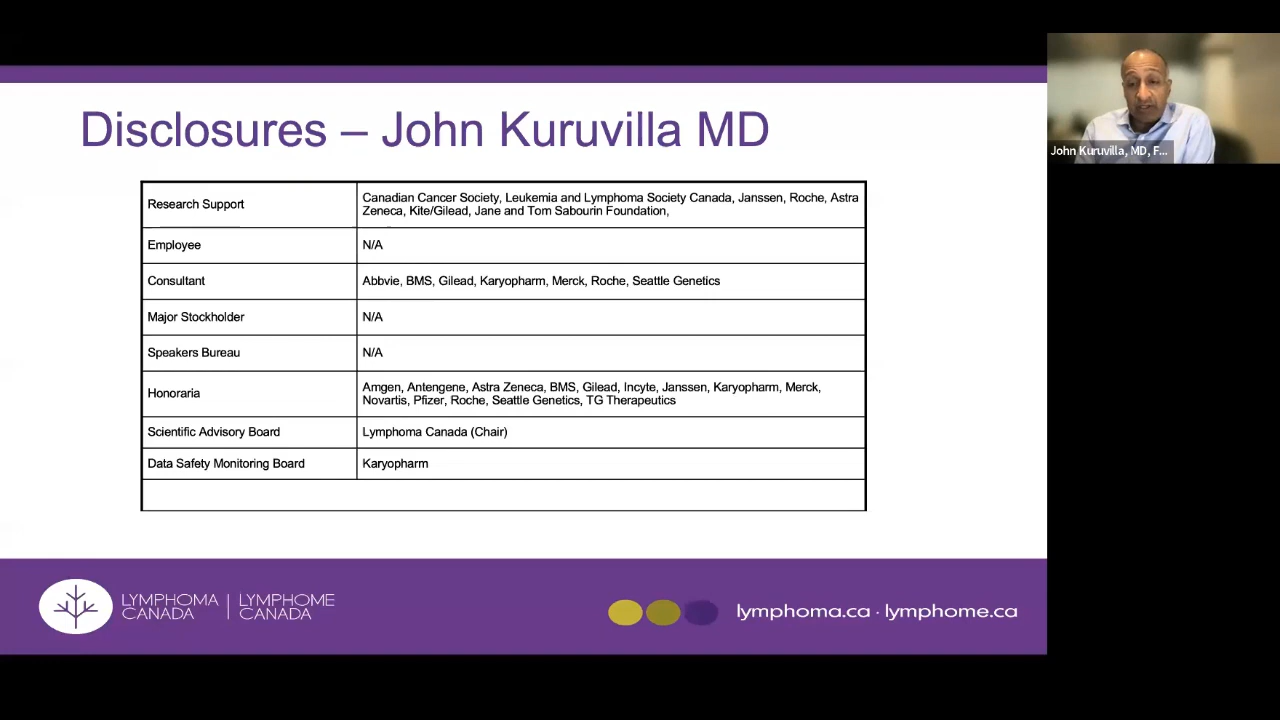 Disclosures – John Kuruvilla MD
John Kuruvilla, MD, F...
Research Support
Canadian Cancer Society, Leukemia and Lymphoma Society Canada, Janssen, Roche, Astra
Zeneca, Kite/Gilead, Jane and Tom Sabourin Foundation,
Employee
N/A
Consultant
Abbvie, BMS, Gilead, Karyopharm, Merck, Roche, Seattle Genetics
Major Stockholder
N/A
Speakers Bureau
N/A
Honoraria
Amgen, Antengene, Astra Zeneca, BMS, Gilead, Incyte, Janssen, Karyopharm, Merck,
Novartis, Pfizer, Roche, Seattle Genetics, TG Therapeutics
Scientific Advisory Board
Lymphoma Canada (Chair)
Data Safety Monitoring Board
Karyopharm
LYMPHOMA
CANADA
LYMPHOME
CANADA
lymphoma.ca · lymphome.ca